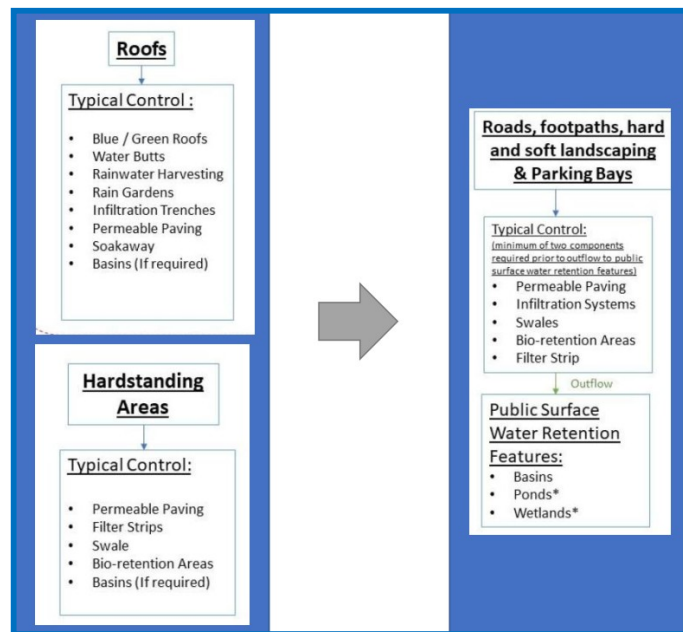 Roofs
Typical Control :
• Blue / Green Roofs
• Water Butts
• Rainwater Harvesting
• Rain Gardens
• Infiltration Trenches
• Permeable Paving
• Soakaway
• Basins (If required)
Hardstanding
Areas
Typical Control:
• Permeable Paving
• Filter Strips
• Swale
• Bio-retention Areas
• Basins (If required)
Roads, footpaths, hard
and soft landscaping
& Parking Bays
Typical Control:
(minimum of two components
required prior to outflow to public
surface water retention features)
• Permeable Paving
• Infiltration Systems
• Swales
• Bio-retention Areas
• Filter Strip
Outflow
Public Surface
Water Retention
Features:
• Basins
• Ponds*
• Wetlands*